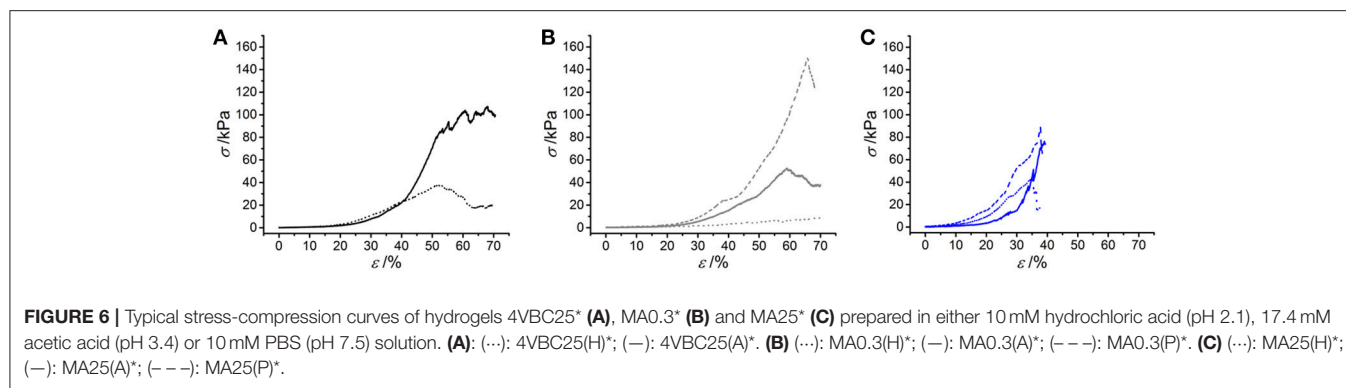 A
160
140
120
100
80
60
40
20
0
σ /kPa
0 10 20 30 40 50 60 70
ε /%
B
160
140
120
100
80
60
40
20
0
σ /kPa
0 10 20 30 40 50 60 70
ε /%
C
160
140
120
100
80
60
40
20
0
σ /kPa
0 10 20 30 40 50 60 70
ε /%
FIGURE 6 | Typical stress-compression curves of hydrogels 4VBC25* (A), MA0.3* (B) and MA25* (C) prepared in either 10 mM hydrochloric acid (pH 2.1), 17.4 mM
acetic acid (pH 3.4) or 10 mM PBS (pH 7.5) solution. (A): (···): 4VBC25(H)*; (—): 4VBC25(A)*. (B) (···): MA0.3(H)*; (—): MA0.3(A)*; (– – –): MA0.3(P)*. (C) (···): MA25(H)*;
(—): MA25(A)*; (– – –): MA25(P)*.